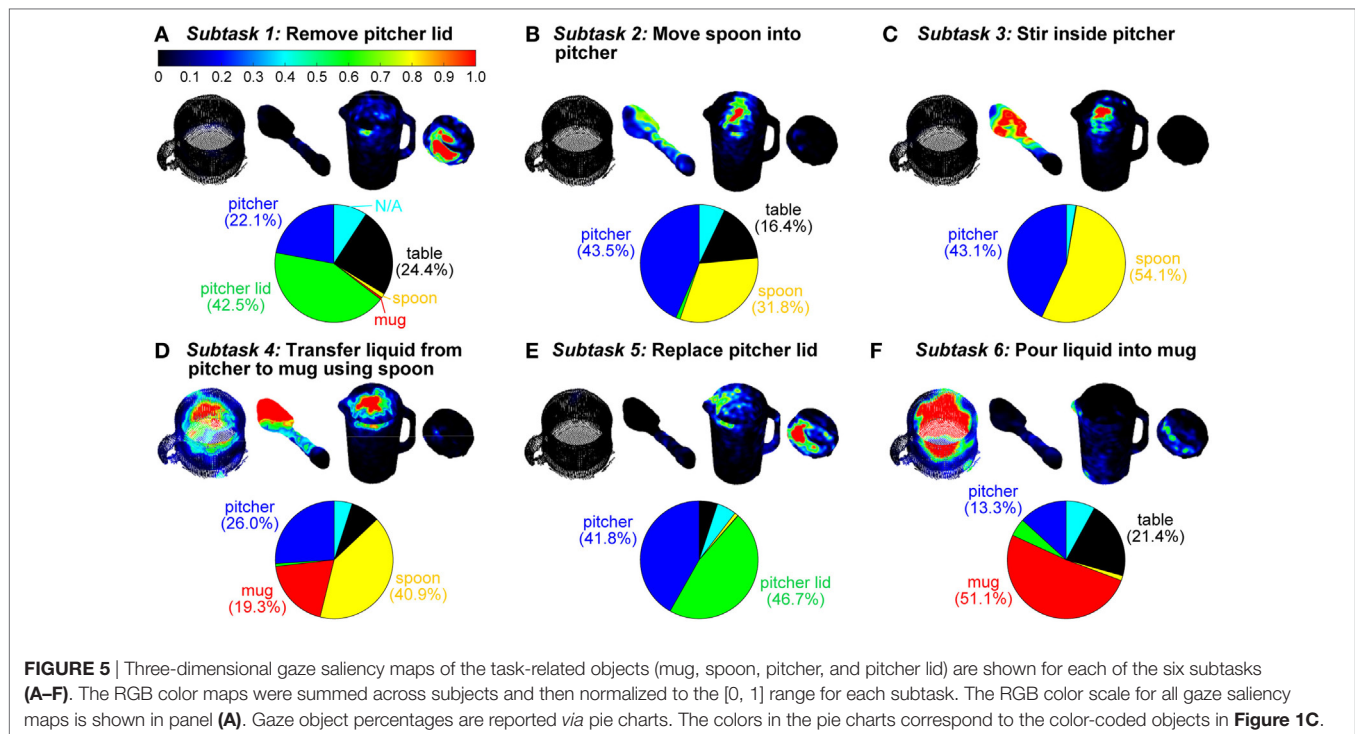 A Subtask 1: Remove pitcher lid
0 0.1 0.2 0.3 0.4 0.5 0.6 0.7 0.8 0.9 1.0
pitcher
(22.1%)
N/A
table
(24.4%)
pitcher lid
(42.5%)
spoon
mug
B Subtask 2: Move spoon into
pitcher
pitcher
(43.5%)
table
(16.4%)
spoon
(31.8%)
C Subtask 3: Stir inside pitcher
pitcher
(43.1%)
spoon
(54.1%)
D Subtask 4: Transfer liquid from
pitcher to mug using spoon
pitcher
(26.0%)
mug
(19.3%)
spoon
(40.9%)
E Subtask 5: Replace pitcher lid
pitcher
(41.8%)
pitcher lid
(46.7%)
F Subtask 6: Pour liquid into mug
pitcher
(13.3%)
table
(21.4%)
mug
(51.1%)
FIGURE 5 | Three-dimensional gaze saliency maps of the task-related objects (mug, spoon, pitcher, and pitcher lid) are shown for each of the six subtasks
(A–F). The RGB color maps were summed across subjects and then normalized to the [0, 1] range for each subtask. The RGB color scale for all gaze saliency
maps is shown in panel (A). Gaze object percentages are reported via pie charts. The colors in the pie charts correspond to the color-coded objects in Figure 1C.